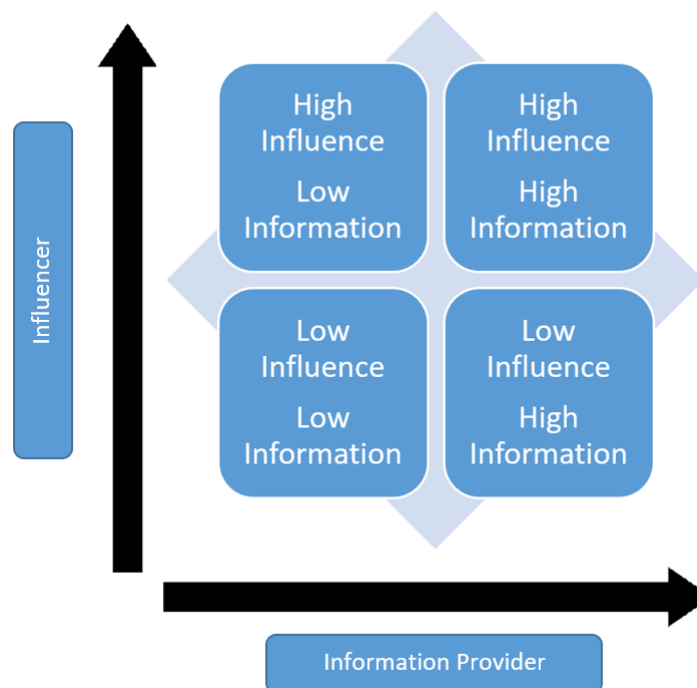 High
Influence
Low
Information
High
Influence
High
Information
Low
Influence
Low
Information
Low
Influence
High
Information
Influencer
Information Provider